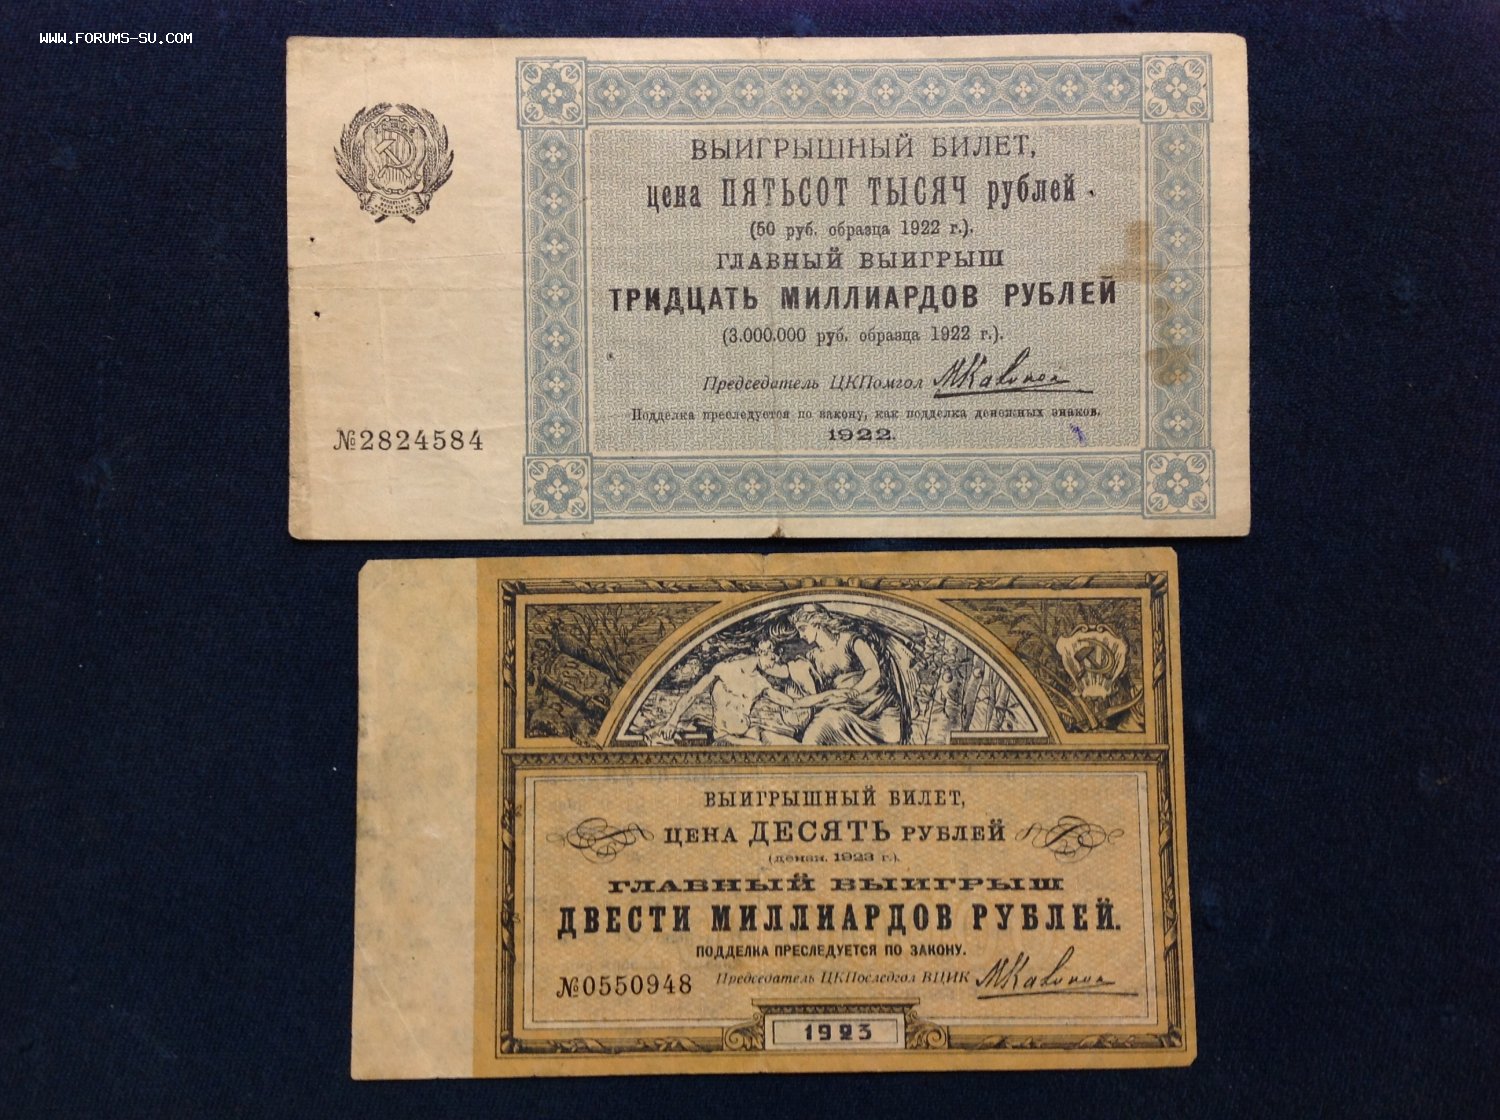 www.forums-su.com
ВЫИГРЫШНЫЙ БИЛЕТ,
цена ПЯТЬСОТ ТЫСЯЧ рублей
(50 руб. образца 1922 г.).
ГЛАВНЫЙ ВЫИГРЫШ
ТРИДЦАТЬ МИЛЛИАРДОВ РУБЛЕЙ
(3.000.000 руб. образца 1922 г.).
Председатель ЦКПомгол МКалинин
Подделка преследуется по закону, как подделка денежных знаков.
1922.
№2824584
ВЫИГРЫШНЫЙ БИЛЕТ,
ЦЕНА ДЕСЯТЬ РУБЛЕЙ
(дензн. 1923 г.).
ГЛАВНЫЙ ВЫИГРЫШ
ДВЕСТИ МИЛЛИАРДОВ РУБЛЕЙ.
ПОДДЕЛКА ПРЕСЛЕДУЕТСЯ ПО ЗАКОНУ.
№0550948 Председатель ЦКПоследгол ВЦИК МКалинин
1923